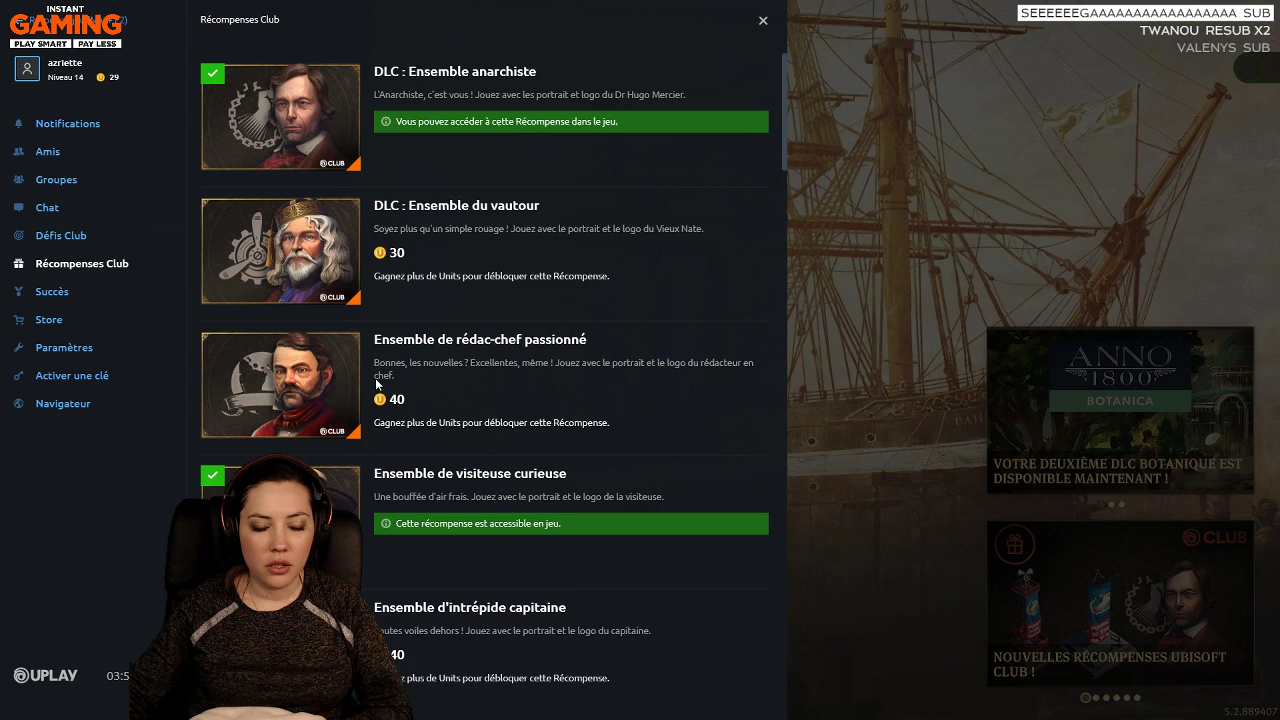 INSTANT
GAMING
PLAY SMART | PAY LESS
azriette
Niveau 14
29
Notifications
Amis
Groupes
Chat
Défis Club
Récompenses Club
Succès
Store
Paramètres
Activer une clé
Navigateur
UPLAY
03:5
Récompenses Club
DLC : Ensemble anarchiste
L'Anarchiste, c'est vous ! Jouez avec les portrait et logo du Dr Hugo Mercier.
Vous pouvez accéder à cette Récompense dans le jeu.
CLUB
DLC : Ensemble du vautour
Soyez plus qu'un simple rouage ! Jouez avec le portrait et le logo du Vieux Nate.
30
Gagnez plus de Units pour débloquer cette Récompense.
CLUB
Ensemble de rédac-chef passionné
Bonnes, les nouvelles ? Excellentes, même ! Jouez avec le portrait et le logo du rédacteur en
chef.
40
Gagnez plus de Units pour débloquer cette Récompense.
CLUB
Ensemble de visiteuse curieuse
Une bouffée d'air frais. Jouez avec le portrait et le logo de la visiteuse.
Cette récompense est accessible en jeu.
Ensemble d'intrépide capitaine
outes voiles dehors ! Jouez avec le portrait et le logo du capitaine.
40
plus de Units pour débloquer cette Récompense.
SEEEEEEGAAAAAAAAAAAAAAAAA SUB
TWANOU RESUB X2
VALENYS SUB
ANNO
1800
BOTANICA
VOTRE DEUXIÈME DLC BOTANIQUE EST
DISPONIBLE MAINTENANT !
CLUB
NOUVELLES RÉCOMPENSES UBISOFT
CLUB !
5.2.889407